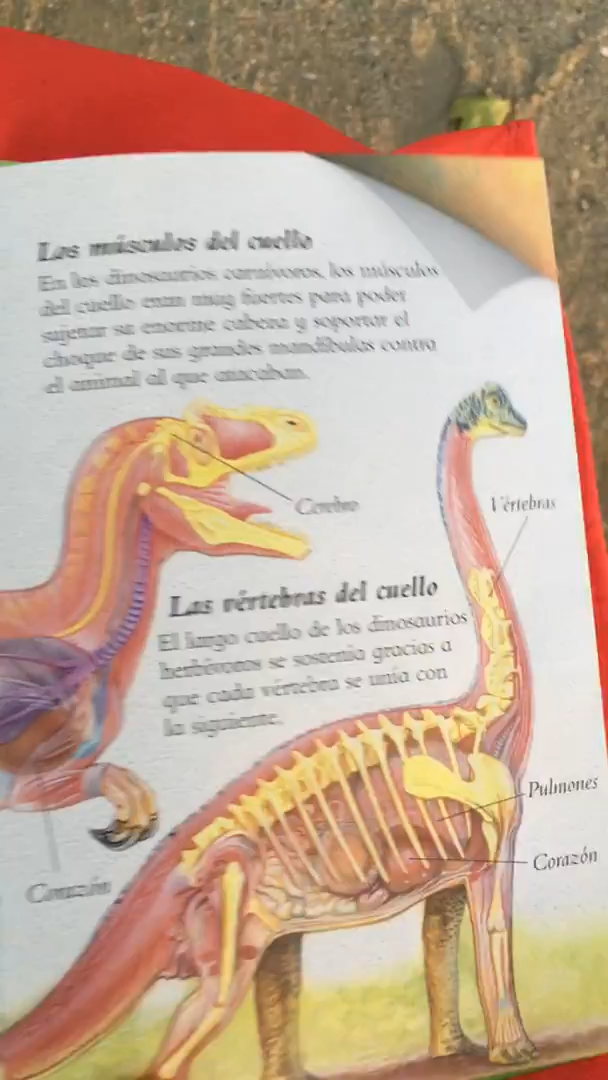 Los músculos del cuello
En los dinosaurios carnívoros, los músculos
del cuello eran muy fuertes para poder
sujetar su enorme cabeza y soportar el
choque de sus grandes mandíbulas contra
el animal al que atacaban.
Cerebro
Vértebras
Las vértebras del cuello
El largo cuello de los dinosaurios
herbívoros se sostenía gracias a
que cada vértebra se unía con
la siguiente.
Pulmones
Corazón
Corazón